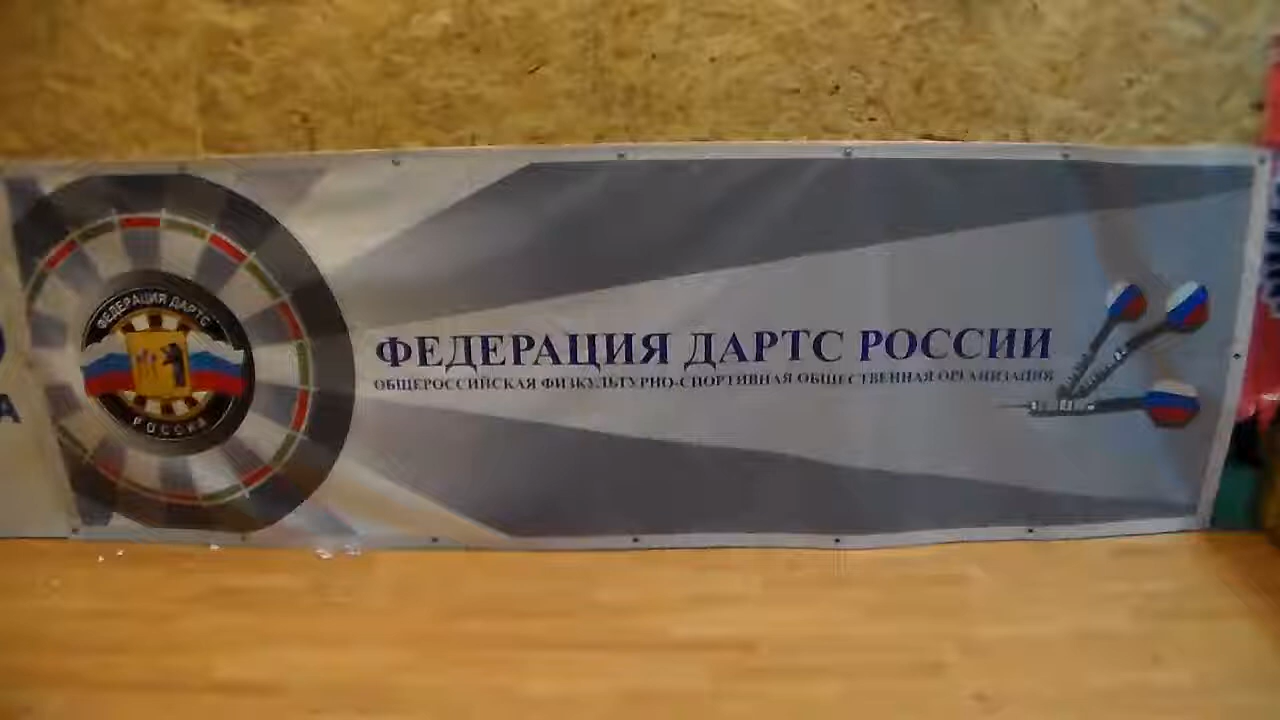 ФЕДЕРАЦИЯ ДАРТС
РОССИЯ
ФЕДЕРАЦИЯ ДАРТС РОССИИ
ОБЩЕРОССИЙСКАЯ ФИЗКУЛЬТУРНО-СПОРТИВНАЯ ОБЩЕСТВЕННАЯ ОРГАНИЗАЦИЯ